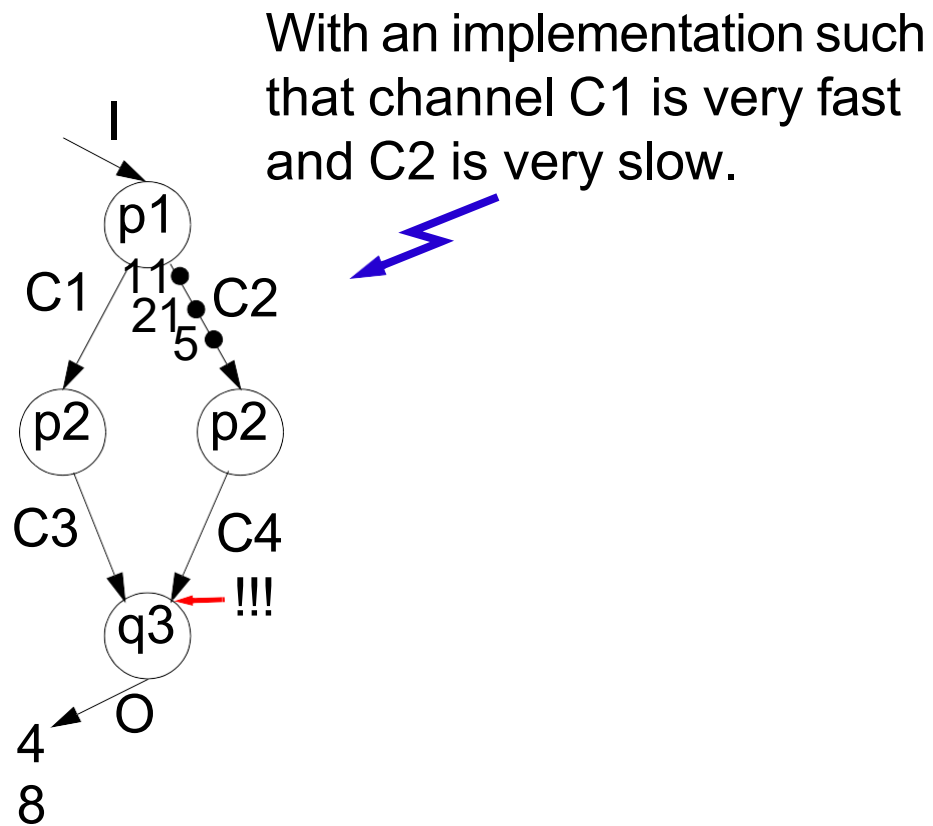 With an implementation such
that channel C1 is very fast
and C2 is very slow.
I
p1
C1
11
C2
21
5
p2
p2
C3
C4
!!!
q3
O
4
8